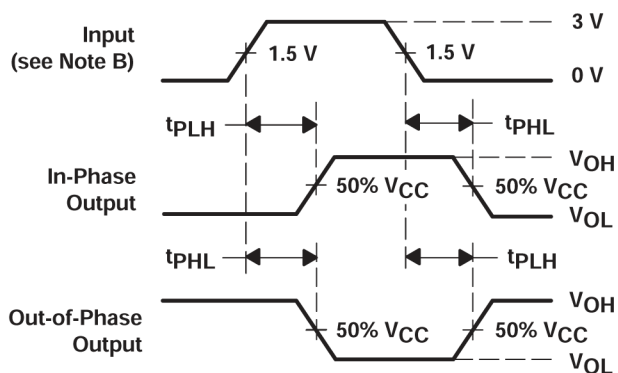 Input
(see Note B)
1.5 V
1.5 V
3 V
0 V
tPLH
tPHL
In-Phase
Output
50% VCC
50% VCC
VOH
VOL
tPHL
tPLH
Out-of-Phase
Output
50% VCC
50% VCC
VOH
VOL